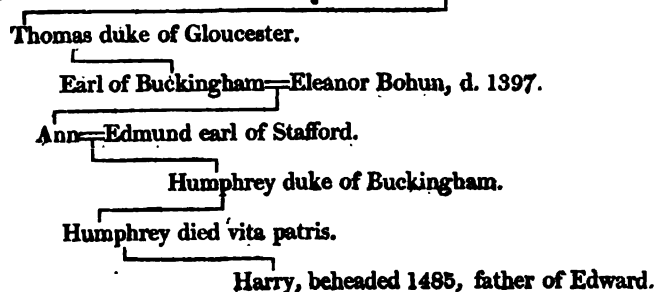 Thomas duke of Gloucester.
Earl of Buckingham=Eleanor Bohun, d. 1397.
Ann=Edmund earl of Stafford.
Humphrey duke of Buckingham.
Humphrey died vita patris.
Harry, beheaded 1485, father of Edward.